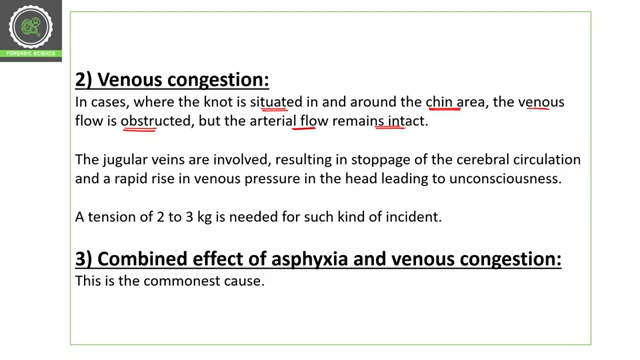 FORENSIC SCIENCE
2) Venous congestion:
In cases, where the knot is situated in and around the chin area, the venous
flow is obstructed, but the arterial flow remains intact.
The jugular veins are involved, resulting in stoppage of the cerebral circulation
and a rapid rise in venous pressure in the head leading to unconsciousness.
A tension of 2 to 3 kg is needed for such kind of incident.
3) Combined effect of asphyxia and venous congestion:
This is the commonest cause.